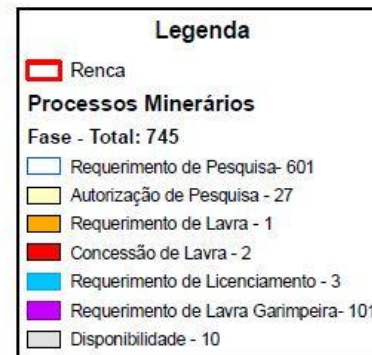 Legenda
Renca
Processos Minerários
Fase - Total: 745
Requerimento de Pesquisa- 601
Autorização de Pesquisa - 27
Requerimento de Lavra - 1
Concessão de Lavra - 2
Requerimento de Licenciamento - 3
Requerimento de Lavra Garimpeira- 101
Disponibilidade - 10